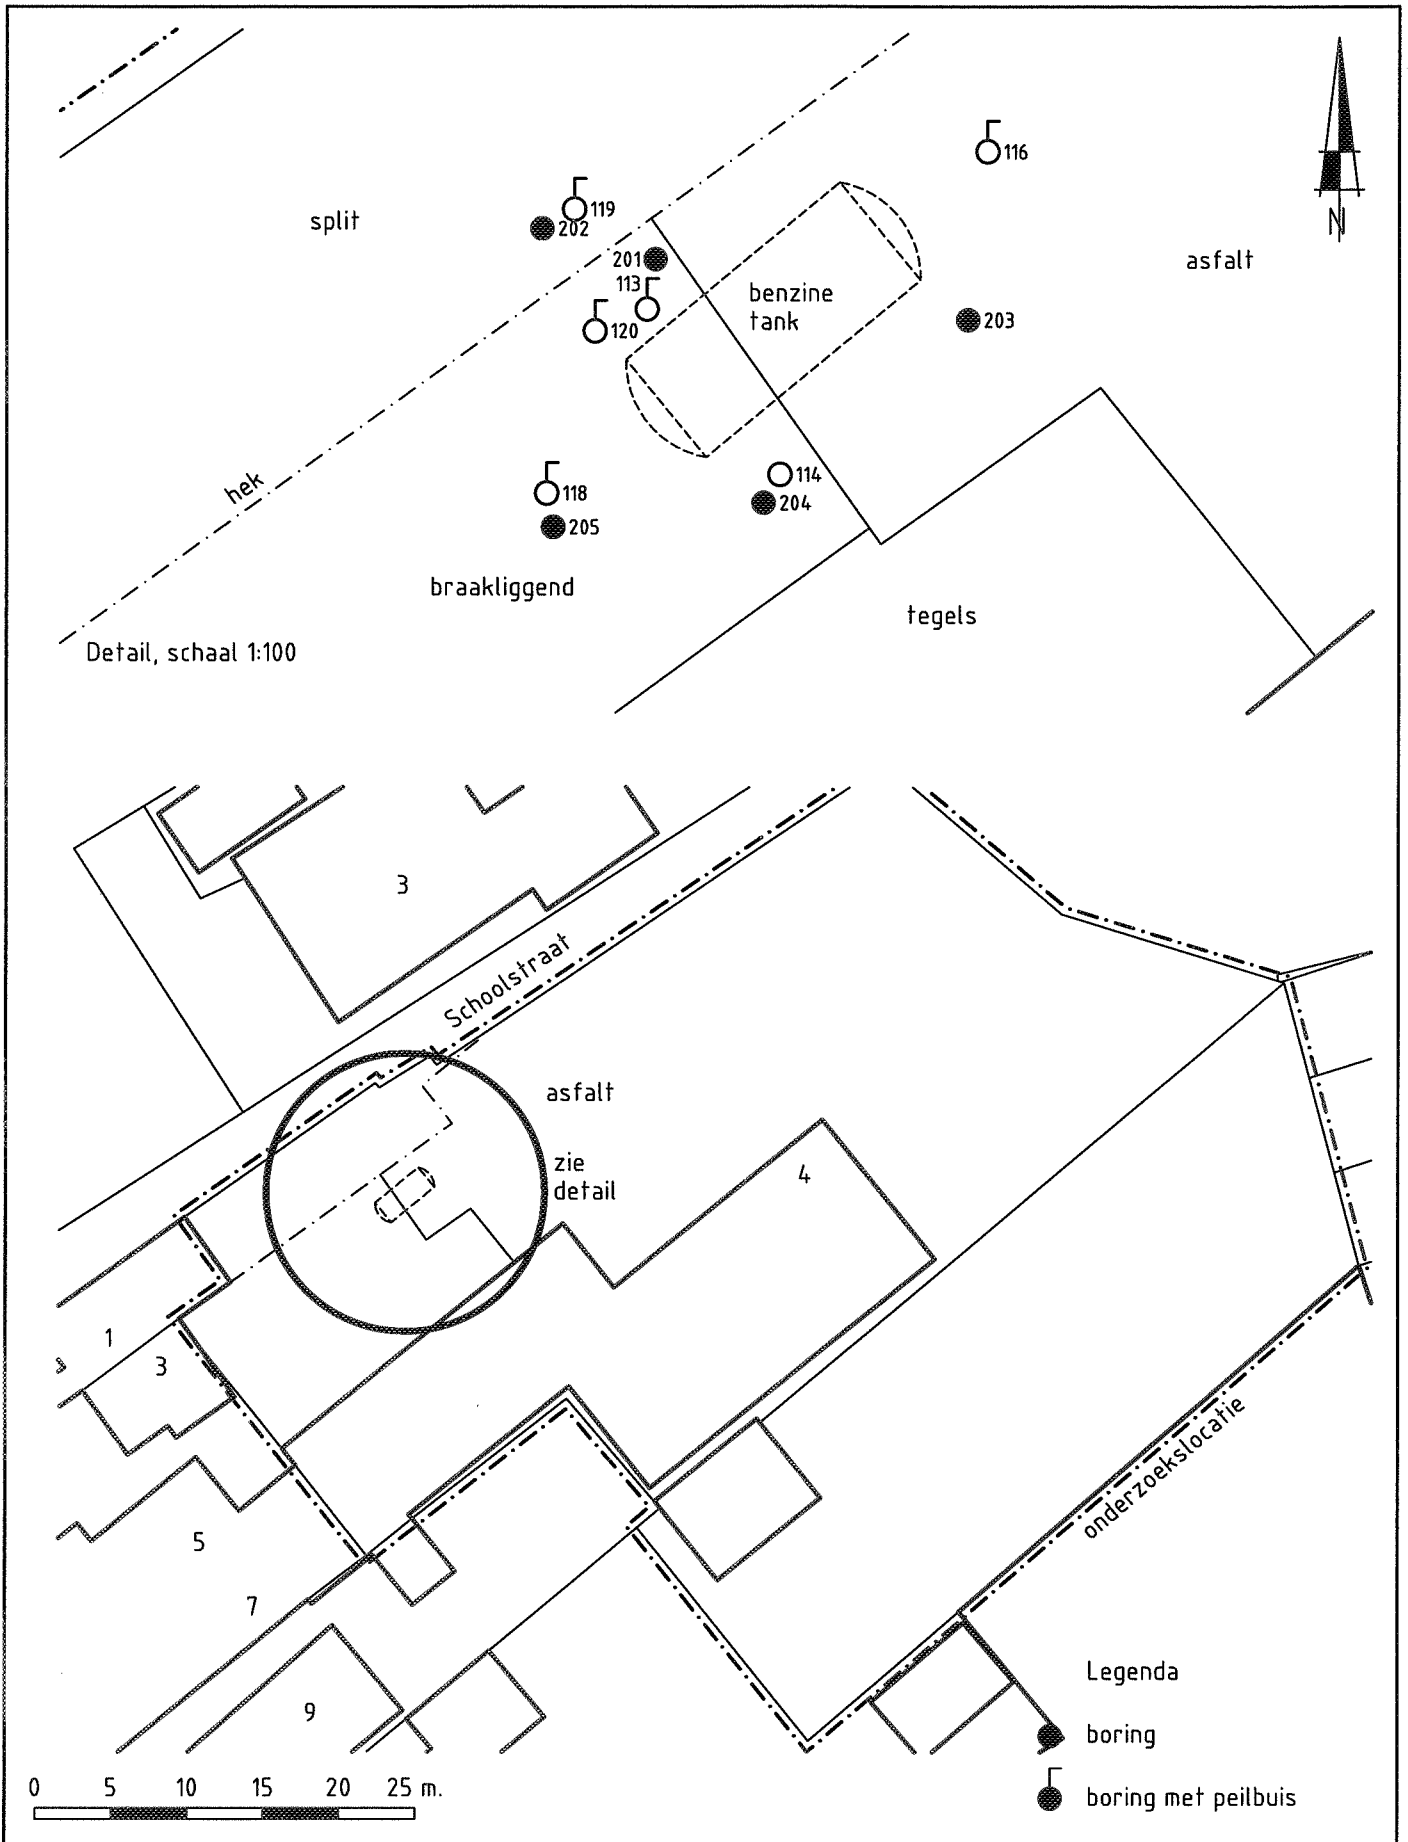 116
119
split
202
201
asfalt
113
benzine
tank
120
203
hek
114
118
204
205
braakliggend
tegels
Detail, schaal 1:100
N
3
Schoolstraat
asfalt
zie
detail
4
1
3
onderzoekslocatie
5
7
9
Legenda
boring
0 5 10 15 20 25 m.
boring met peilbuis